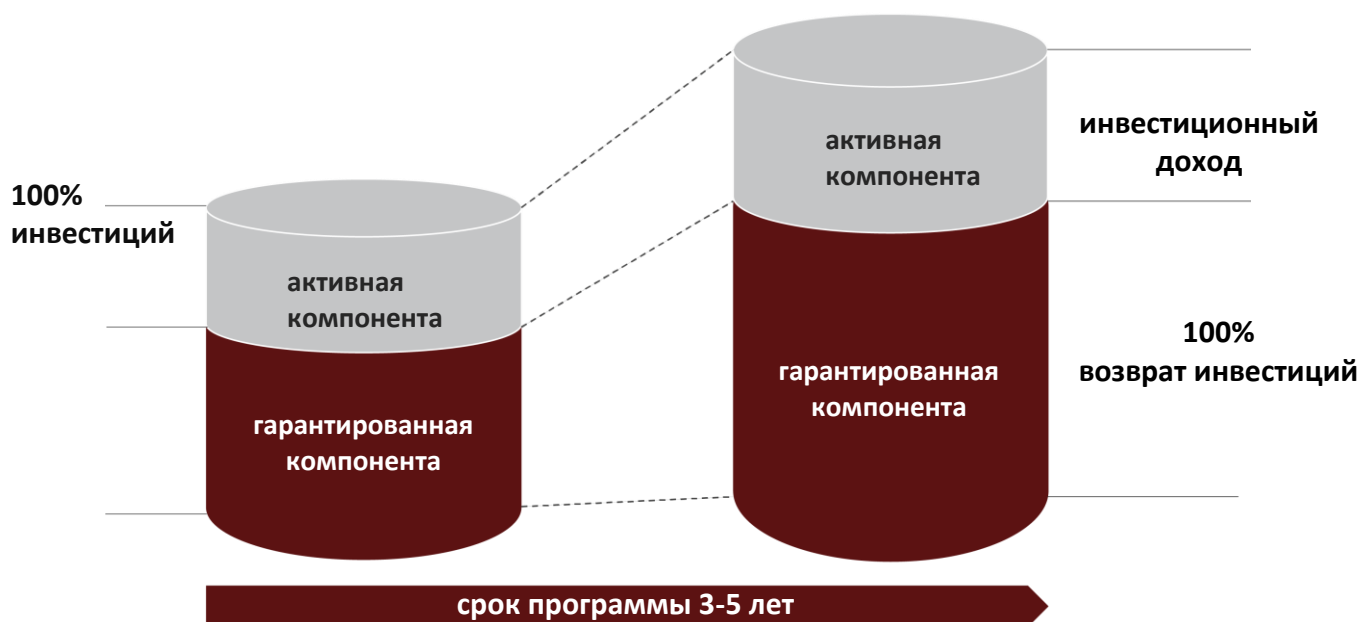 100%
инвестиций
активная
компонента
гарантированная
компонента
активная
компонента
гарантированная
компонента
инвестиционный
доход
100%
возврат инвестиций
срок программы 3-5 лет